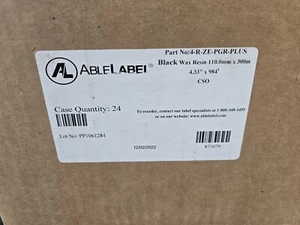 Part No:4-R-ZE-PGR-PLUS
ABLELABEL®
Black Wax Resin 110.0mm x 300m
4.33" x 984'
CSO
Case Quantity: 24
To reorder, contact our label specialists at 1-800-240-1495
or on our website; www.ablelabel.com
Lot No: PP1061284
12/02/2022